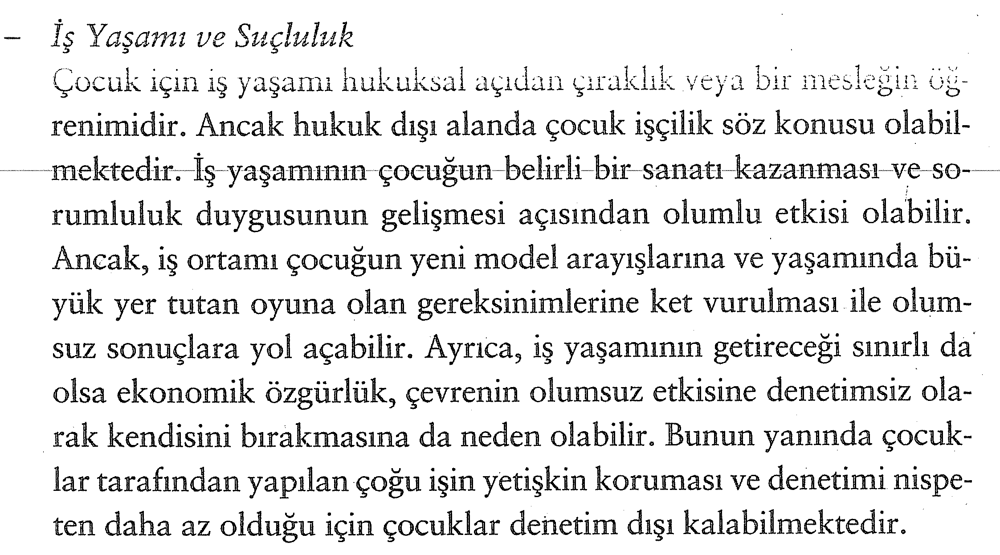 – İş Yaşamı ve Suçluluk
Çocuk için iş yaşamı hukuksal açıdan çıraklık veya bir mesleğin öğ-
renimidir. Ancak hukuk dışı alanda çocuk işçilik söz konusu olabil-
mektedir. İş yaşamının çocuğun belirli bir sanatı kazanması ve so-
rumluluk duygusunun gelişmesi açısından olumlu etkisi olabilir.
Ancak, iş ortamı çocuğun yeni model arayışlarına ve yaşamında bü-
yük yer tutan oyuna olan gereksinimlerine ket vurulması ile olum-
suz sonuçlara yol açabilir. Ayrıca, iş yaşamının getireceği sınırlı da
olsa ekonomik özgürlük, çevrenin olumsuz etkisine denetimsiz ola-
rak kendisini bırakmasına da neden olabilir. Bunun yanında çocuk-
lar tarafından yapılan çoğu işin yetişkin koruması ve denetimi nispe-
ten daha az olduğu için çocuklar denetim dışı kalabilmektedir.